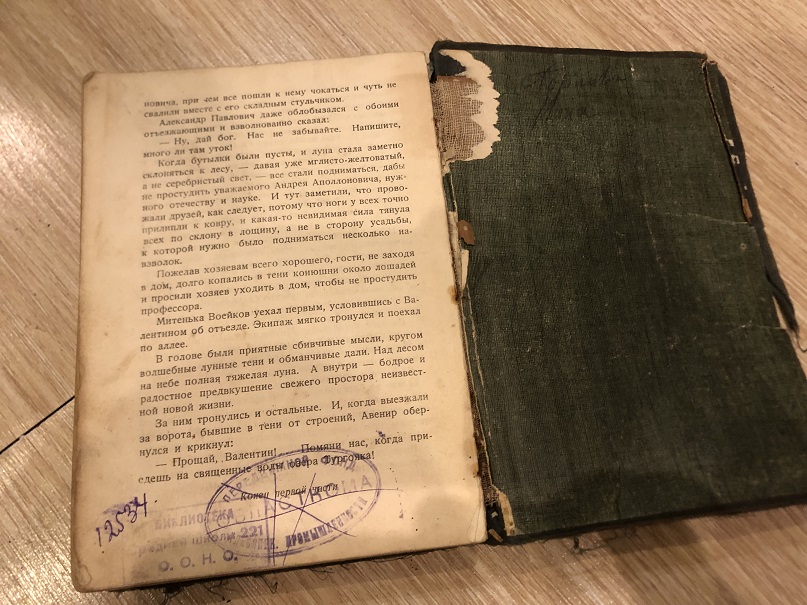 новича, при чем все пошли к нему чокаться и чуть не
свалили вместе с его складным стульчиком.
Александр Павлович даже облобызался с обоими
отъезжающими и взволнованно сказал:
— Ну, дай бог. Нас не забывайте. Напишите,
много ли там уток!
Когда бутылки были пусты, и луна стала заметно
склоняться к лесу, — давая уже мглисто-желтоватый,
а не серебристый свет, — все стали подниматься, дабы
не простудить уважаемого Андрея Аполлоновича, нуж-
ного отечеству и науке. И тут заметили, что прово-
жали друзей, как следует, потому что ноги у всех точно
прилипли к ковру, и какая-то невидимая сила тянула
всех по склону в лощину, а не в сторону усадьбы,
к которой нужно было подниматься несколько на-
взволок.
Пожелав хозяевам всего хорошего, гости, не заходя
в дом, долго копались в тени конюшни около лошадей
и просили хозяев уходить в дом, чтобы не простудить
профессора.
Митенька Воейков уехал первым, условившись с Ва-
лентином об отъезде. Экипаж мягко тронулся и поехал
по аллее.
В голове были приятные сбивчивые мысли, кругом
волшебные лунные тени и обманчивые дали. Над лесом
на небе полная тяжелая луна. А внутри — бодрое и
радостное предвкушение свежего простора неизвест-
ной новой жизни.
За ним тронулись и остальные. И, когда выезжали
за ворота, бывшие в тени от строений, Авенир обер-
нулся и крикнул:
— Прощай, Валентин! Помяни нас, когда при-
едешь на священные воды озера Фургонка!
Конец первой части
12534.
БИБЛИОТЕКА
средней школы 221
О. О. Н. О.